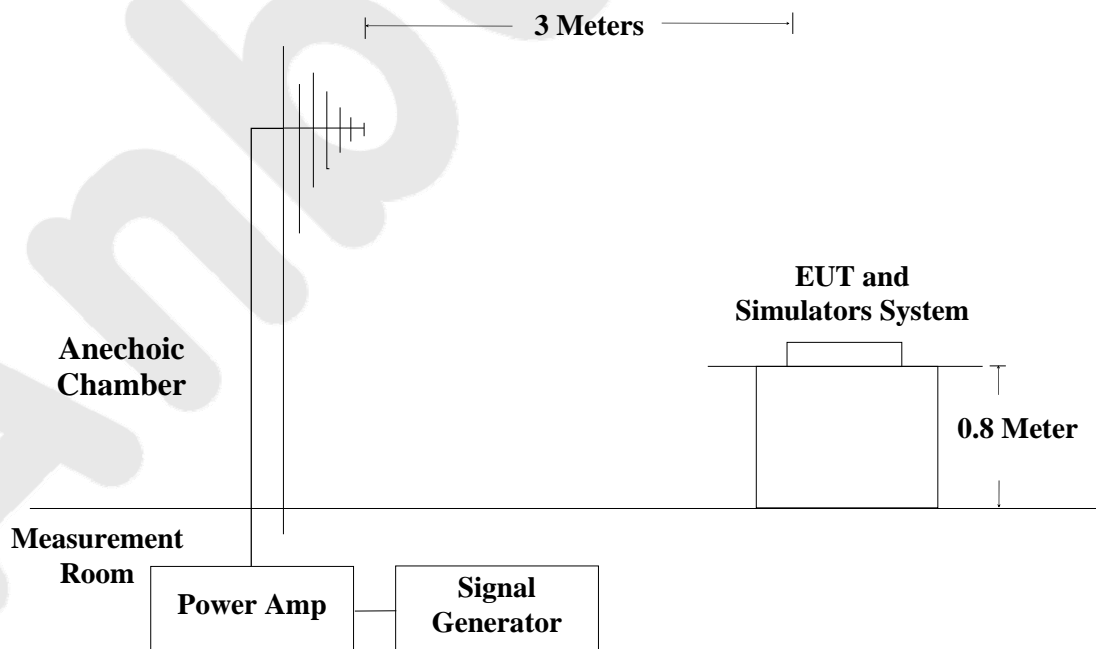 3 Meters
EUT and
Simulators System
Anechoic
Chamber
0.8 Meter
Measurement
Room
Power Amp
Signal
Generator